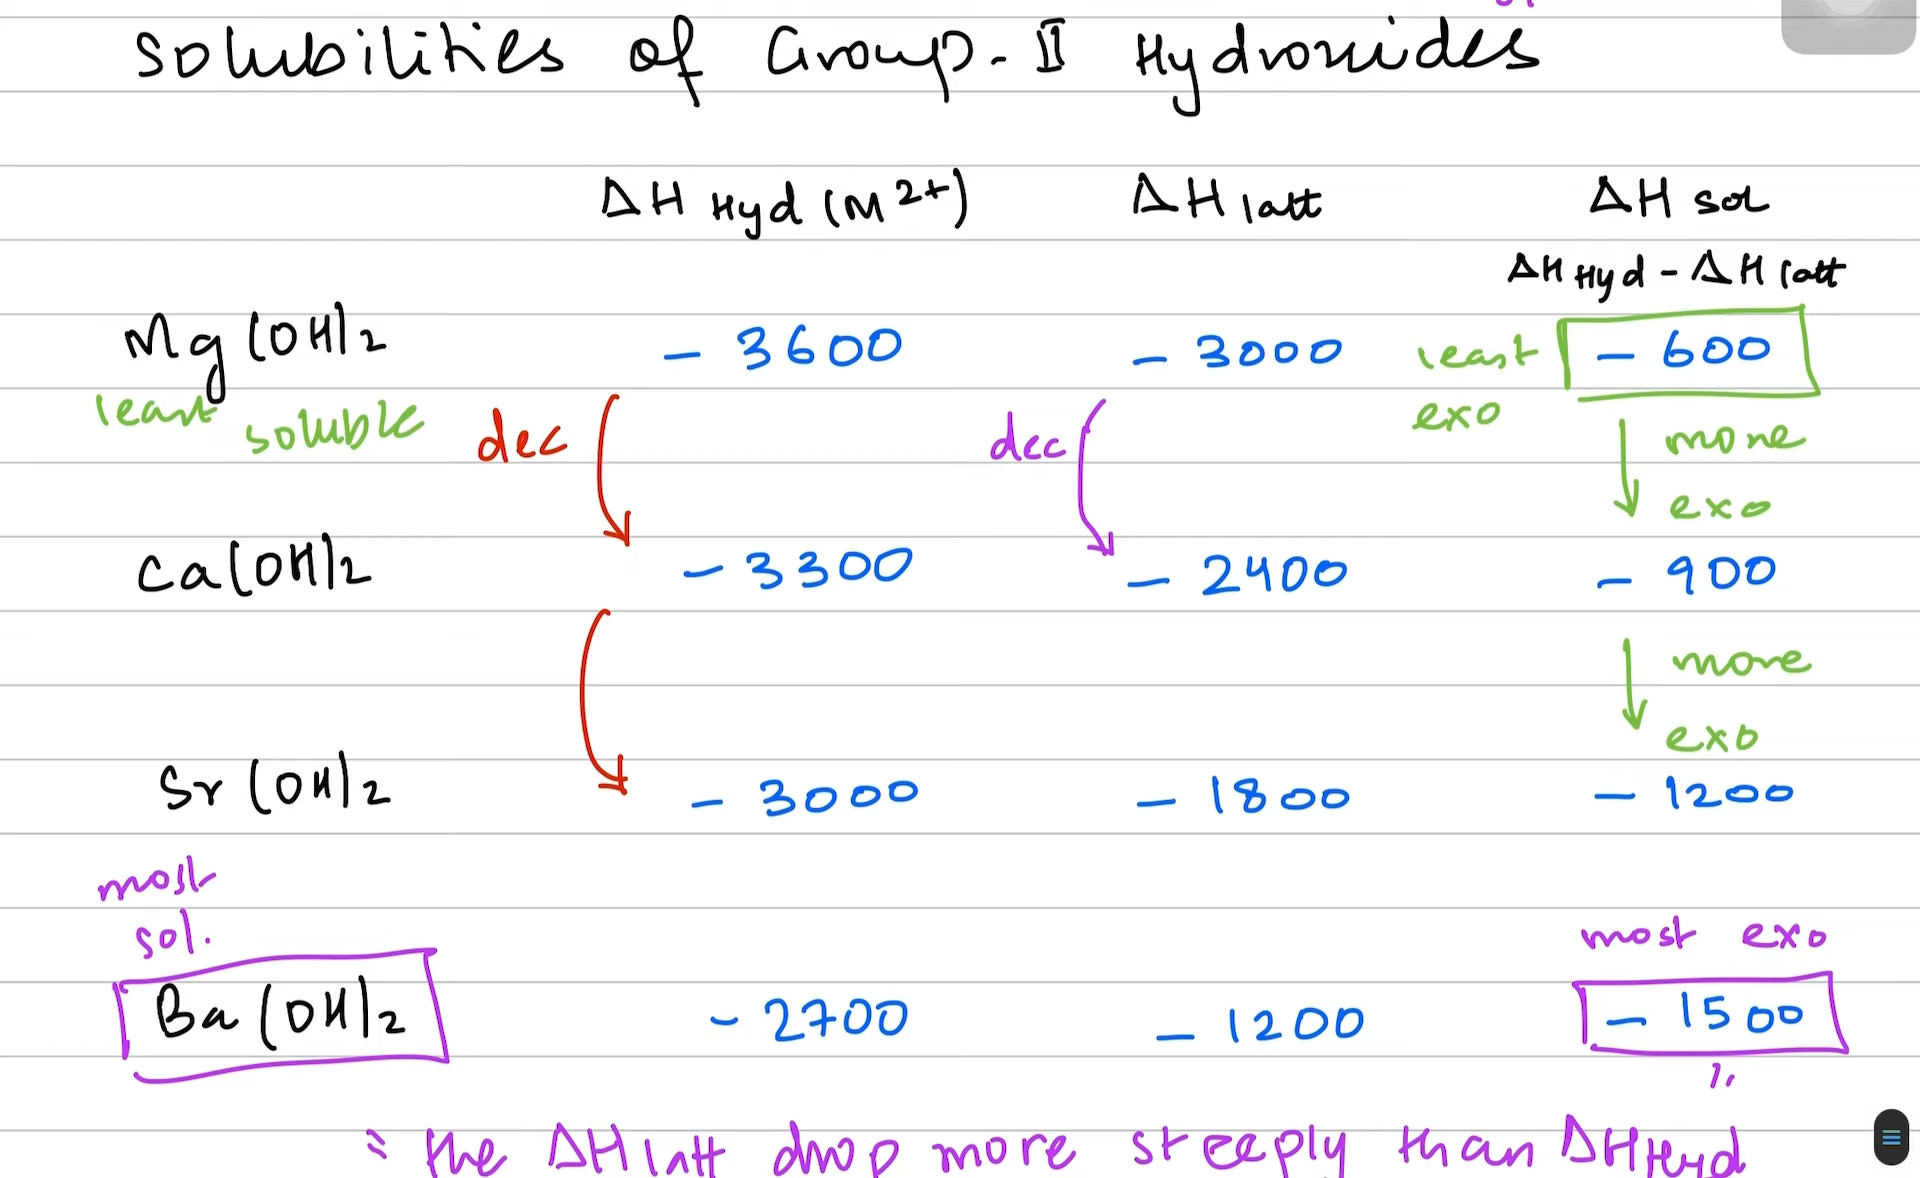 Solubilities of Group-II Hydroxides
ΔH Hyd (M2+) ΔH latt ΔH sol
ΔH Hyd - ΔH latt
Mg(OH)2 - 3600 - 3000 least - 600
least soluble dec dec exo more
exo
Ca(OH)2 - 3300 - 2400 - 900
more
exo
Sr(OH)2 - 3000 - 1800 - 1200
most
sol. most exo
Ba(OH)2 - 2700 - 1200 - 1500
the ΔH latt drop more steeply than ΔH Hyd